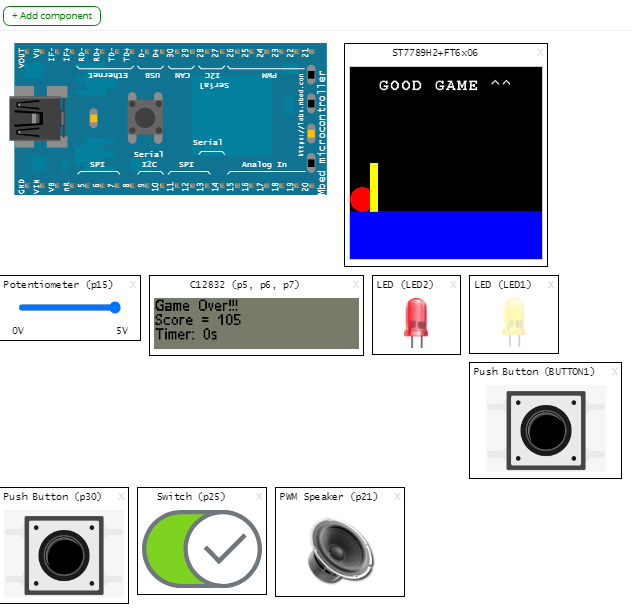 + Add component
VOUT VU IF- IF+ RD- RD+ TD- TD+ D- D+ 30 29 28 27 26 25 24 23 22 21
Ethernet USB CAN I2C PWM
Serial
https://labs.mbed.com
Mbed microcontroller
Serial
Serial
SPI I2C SPI Analog In
GND VIN VB nR 5 6 7 8 9 10 11 12 13 14 15 16 17 18 19 20
ST7789H2+FT6x06 X
GOOD GAME ^^
Potentiometer (p15) X
0V 5V
C12832 (p5, p6, p7) X
Game Over!!!
Score = 105
Timer: 0s
LED (LED2) X
LED (LED1) X
Push Button (BUTTON1) X
Push Button (p30) X
Switch (p25) X
PWM Speaker (p21) X